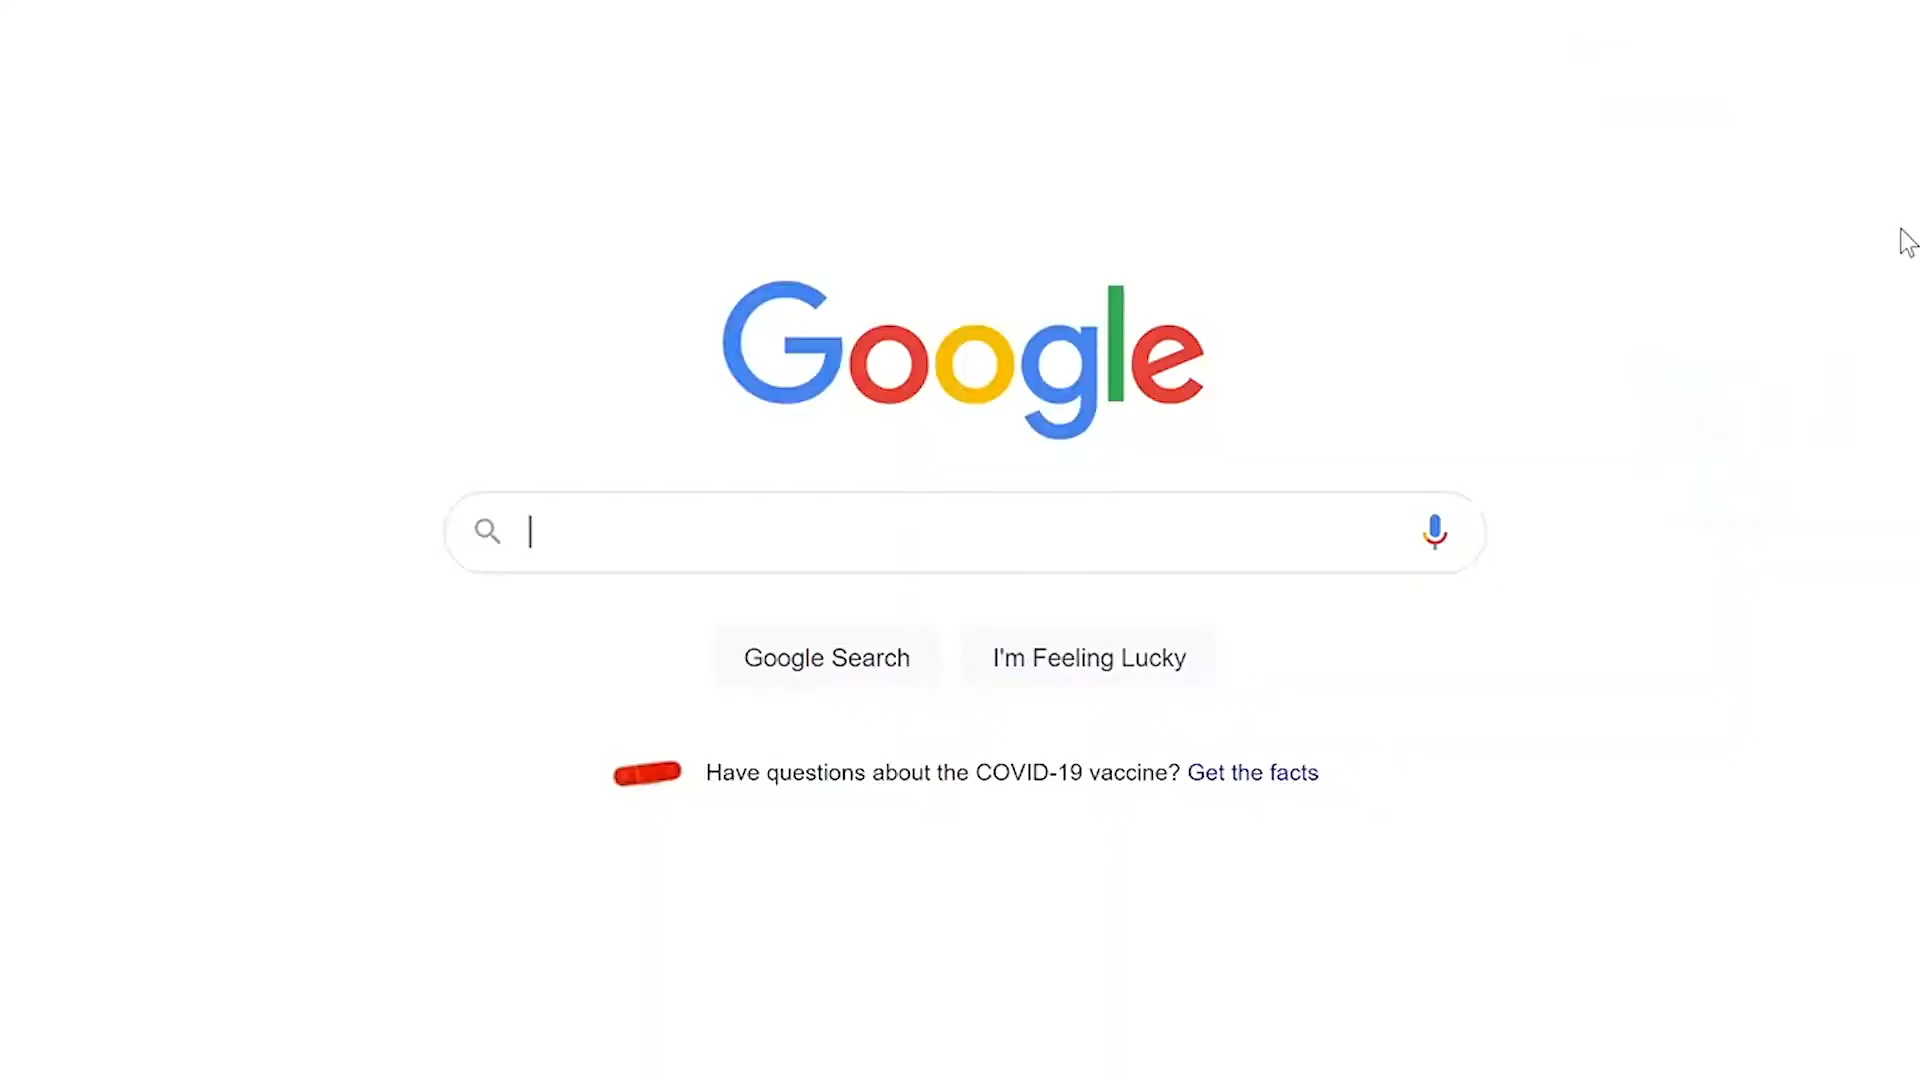 Google
Google Search
I'm Feeling Lucky
Have questions about the COVID-19 vaccine? Get the facts